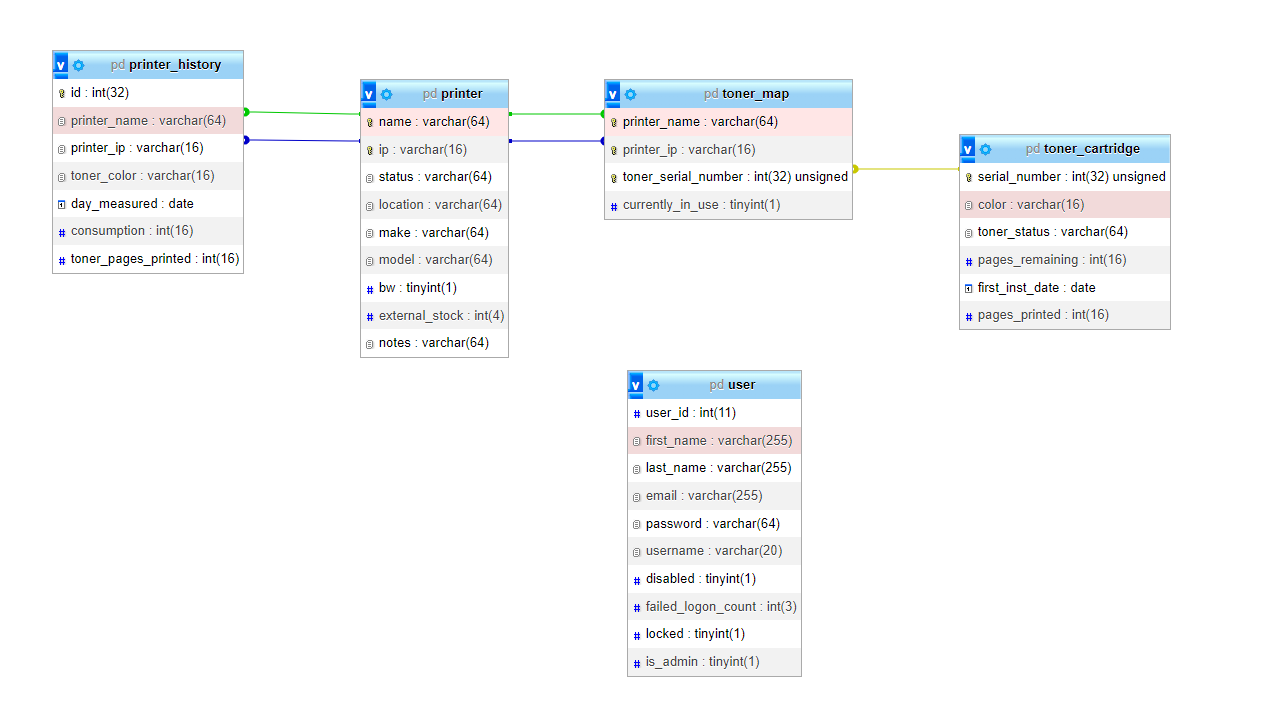 v pd printer_history
id : int(32)
printer_name : varchar(64)
printer_ip : varchar(16)
toner_color : varchar(16)
day_measured : date
# consumption : int(16)
# toner_pages_printed : int(16)
v pd printer
name : varchar(64)
ip : varchar(16)
status : varchar(64)
location : varchar(64)
make : varchar(64)
model : varchar(64)
# bw : tinyint(1)
# external_stock : int(4)
notes : varchar(64)
v pd toner_map
printer_name : varchar(64)
printer_ip : varchar(16)
toner_serial_number : int(32) unsigned
# currently_in_use : tinyint(1)
v pd toner_cartridge
serial_number : int(32) unsigned
color : varchar(16)
toner_status : varchar(64)
# pages_remaining : int(16)
first_inst_date : date
# pages_printed : int(16)
v pd user
# user_id : int(11)
first_name : varchar(255)
last_name : varchar(255)
email : varchar(255)
password : varchar(64)
username : varchar(20)
# disabled : tinyint(1)
# failed_logon_count : int(3)
# locked : tinyint(1)
# is_admin : tinyint(1)